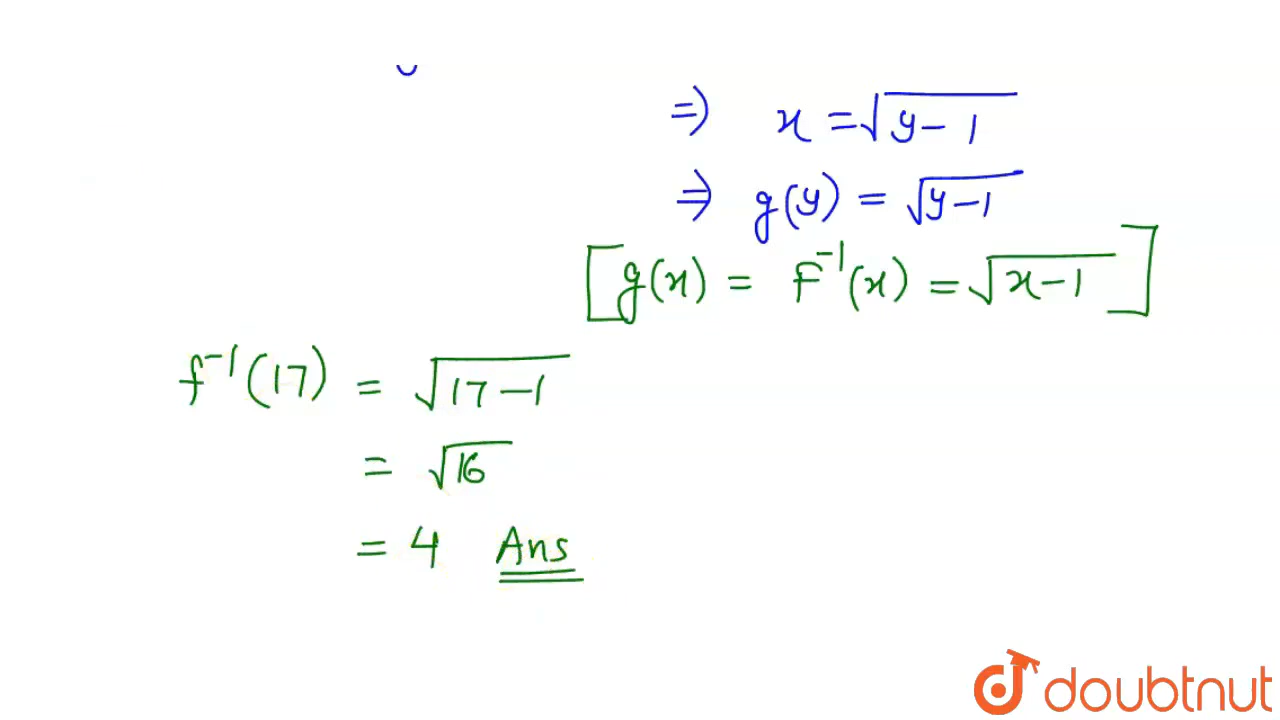 ⇒ x = √(y-1)
⇒ g(y) = √(y-1)
[g(x) = F⁻¹(x) = √(x-1)]
f⁻¹(17) = √(17-1)
= √16
= 4 Ans
doubtnut